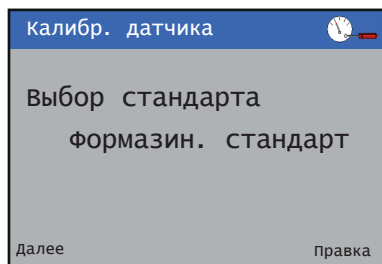 Калибр. датчика
Выбор стандарта
Формазин. стандарт
Далее
Правка